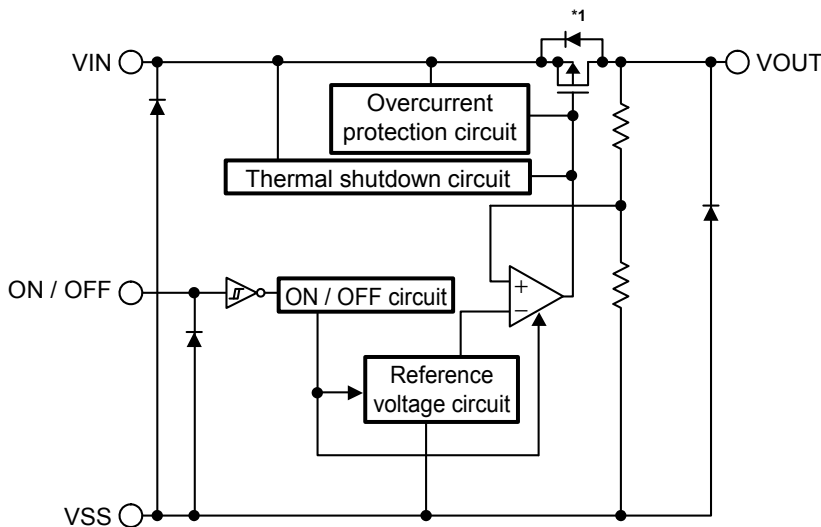 *1
VIN
VOUT
Overcurrent
protection circuit
Thermal shutdown circuit
ON / OFF
ON / OFF circuit
+
−
Reference
voltage circuit
VSS